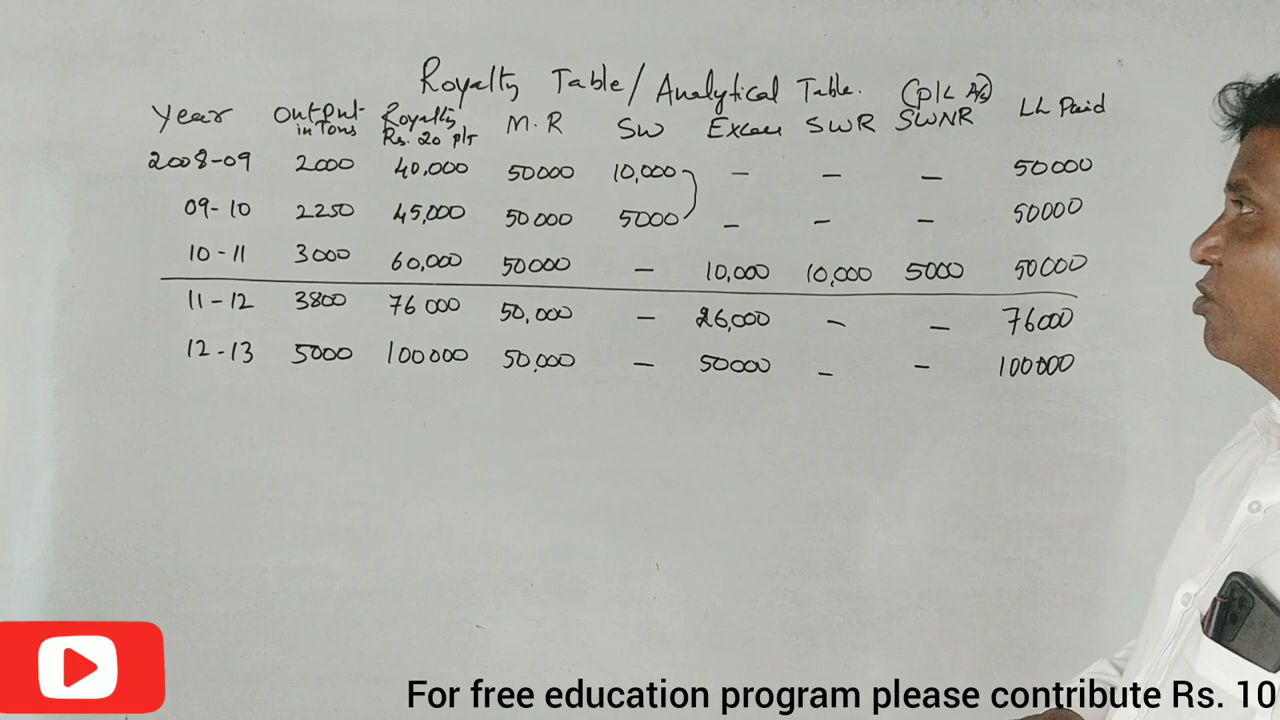 Royalty Table / Analytical Table. (P/L A/c)
Year Output in Tons Royalty Rs. 20 p/T M.R SW Excess SWR SWNR LL Paid
2008-09 2000 40,000 50000 10,000 – – – 50000
09-10 2250 45,000 50000 5000 – – – 50000
10-11 3000 60,000 50000 – 10,000 10,000 5000 50000
11-12 3800 76000 50,000 – 26,000 – – 76000
12-13 5000 100000 50,000 – 50000 – – 100000
For free education program please contribute Rs. 10